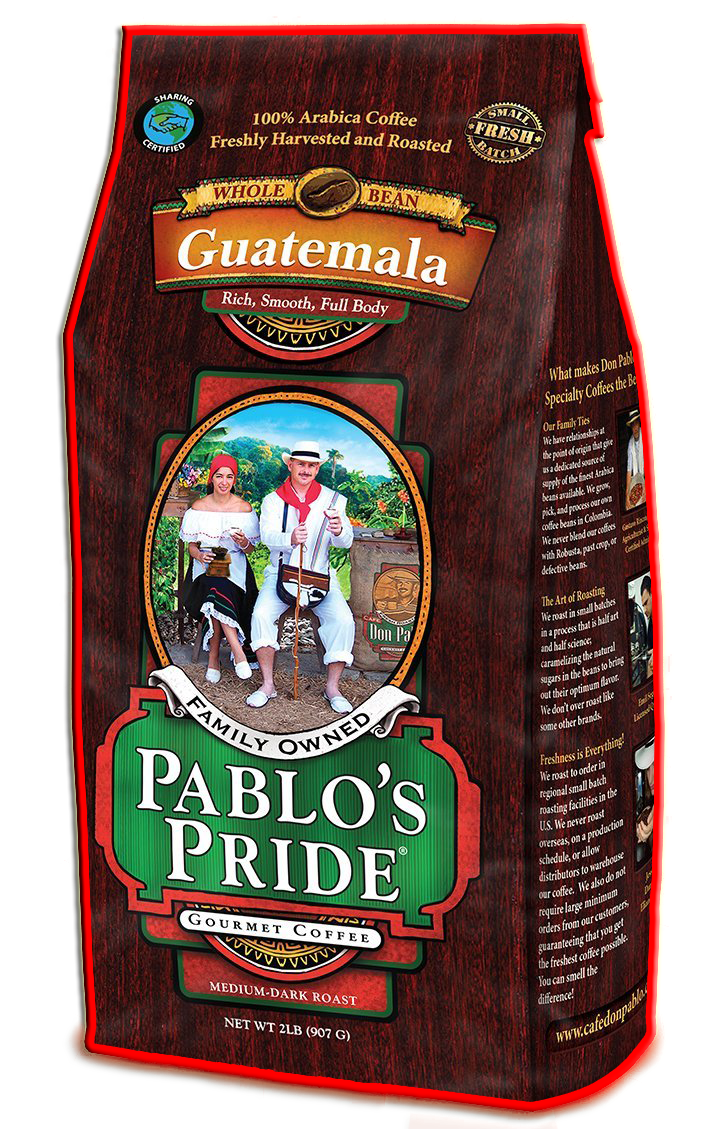 SHARING
CERTIFIED
100% Arabica Coffee
Freshly Harvested and Roasted
SMALL
FRESH
BATCH
WHOLE BEAN
Guatemala
Rich, Smooth, Full Body
CAFE
Don Pa
FAMILY OWNED
PABLO'S
PRIDE®
GOURMET COFFEE
MEDIUM-DARK ROAST
NET WT 2LB (907 G)
What makes Don Pabl
Specialty Coffees the Be
Our Family Ties
We have relationships at
the point of origin that give
us a dedicated source of
supply of the finest Arabica
beans available. We grow,
pick, and process our own
coffee beans in Colombia.
We never blend our coffees
with Robusta, past crop, or
defective beans.
The Art of Roasting
We roast in small batches
in a process that is half art
and half science;
caramelizing the natural
sugars in the beans to bring
out their optimum flavor.
We don't over roast like
some other brands.
Freshness is Everything!
We roast to order in
regional small batch
roasting facilities in the
U.S. We never roast
overseas, on a production
schedule, or allow
distributors to warehouse
our coffee. We also do not
require large minimum
orders from our customers,
guaranteeing that you get
the freshest coffee possible.
You can smell the
difference!
www.cafedonpablo.c